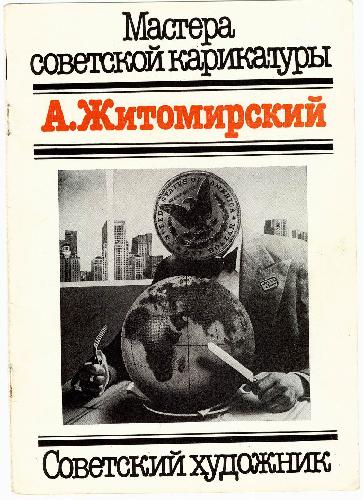 Мастера
советской карикатуры
А.Житомирский
Советский художник